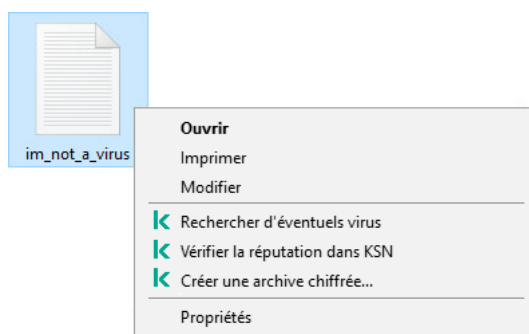 im_not_a_virus
Ouvrir
Imprimer
Modifier
Rechercher d'éventuels virus
Vérifier la réputation dans KSN
Créer une archive chiffrée...
Propriétés